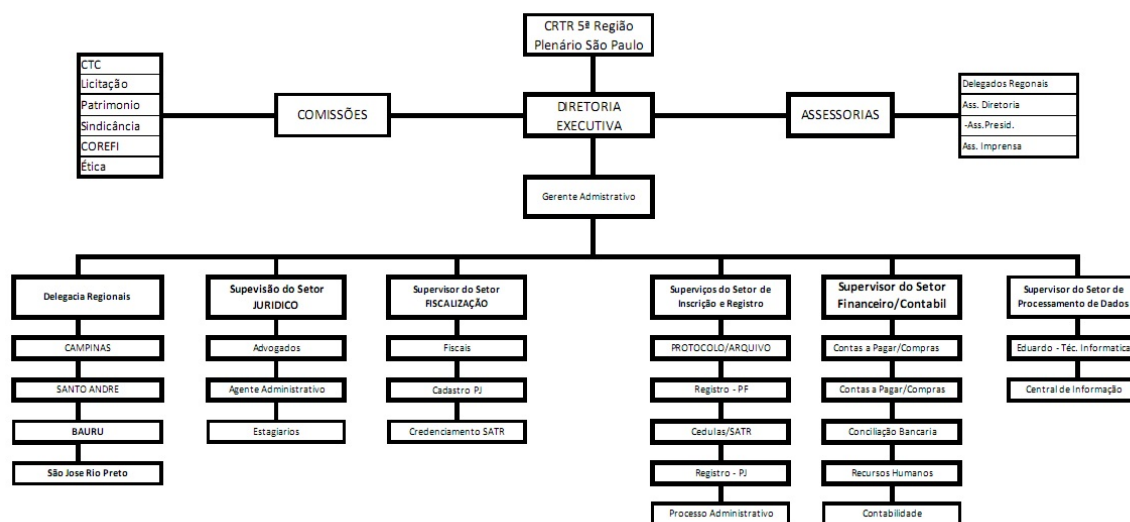 CRTR 5ª Região
Plenário São Paulo
CTC
Licitação
Patrimonio
Sindicância
COREFI
Ética
COMISSÕES
DIRETORIA
EXECUTIVA
ASSESSORIAS
Delegados Regonais
Ass. Diretoria
-Ass.Presid.
Ass. Imprensa
Gerente Admistrativo
Delegacia Regionais
CAMPINAS
SANTO ANDRE
BAURU
São Jose Rio Preto
Supevisão do Setor
JURIDICO
Advogados
Agente Administrativo
Estagiarios
Supervisor do Setor
FISCALIZAÇÃO
Fiscais
Cadastro PJ
Credenciamento SATR
Superviços do Setor de
Inscrição e Registro
PROTOCOLO/ARQUIVO
Registro - PF
Cedulas/SATR
Registro - PJ
Processo Administrativo
Supervisor do Setor
Financeiro/Contabil
Contas a Pagar/Compras
Contas a Pagar/Compras
Conciliação Bancaria
Recursos Humanos
Contabilidade
Supervisor do Setor de
Processamento de Dados
Eduardo - Téc. Informatica
Central de Informação